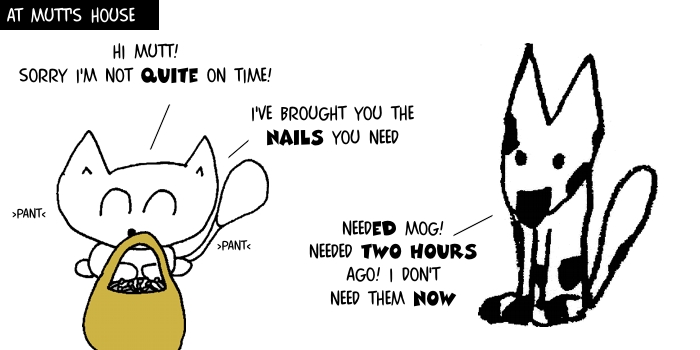 AT MUTT'S HOUSE
HI MUTT!
SORRY I'M NOT QUITE ON TIME!
I'VE BROUGHT YOU THE
NAILS YOU NEED
>PANT<
>PANT<
NEEDED MOG!
NEEDED TWO HOURS
AGO! I DON'T
NEED THEM NOW